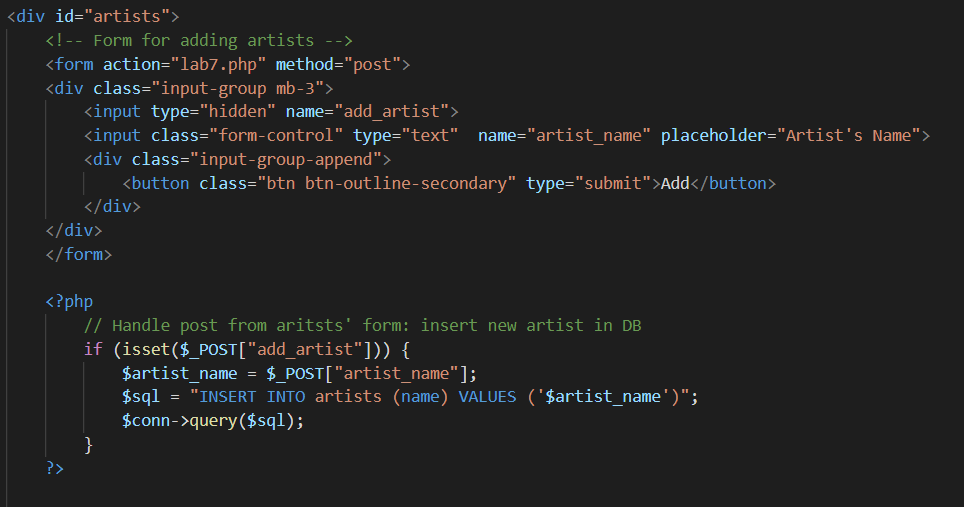 <div id="artists">
<!-- Form for adding artists -->
<form action="lab7.php" method="post">
<div class="input-group mb-3">
<input type="hidden" name="add_artist">
<input class="form-control" type="text"  name="artist_name" placeholder="Artist's Name">
<div class="input-group-append">
<button class="btn btn-outline-secondary" type="submit">Add</button>
</div>
</div>
</form>
<?php
// Handle post from aritsts' form: insert new artist in DB
if (isset($_POST["add_artist"])) {
$artist_name = $_POST["artist_name"];
$sql = "INSERT INTO artists (name) VALUES ('$artist_name')";
$conn->query($sql);
}
?>